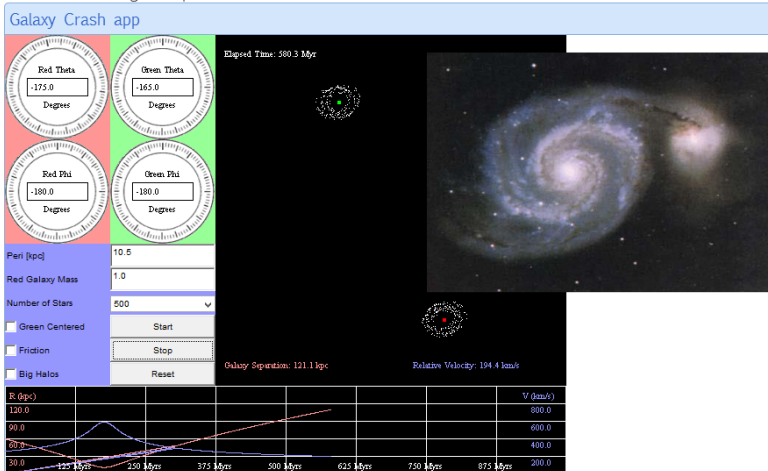 Galaxy Crash app
Red Theta
-175.0
Degrees
Green Theta
-165.0
Degrees
Red Phi
-180.0
Degrees
Green Phi
-180.0
Degrees
Peri [kpc]
10.5
Red Galaxy Mass
1.0
Number of Stars
500
Green Centered
Start
Friction
Stop
Big Halos
Reset
Elapsed Time: 580.3 Myr
Galaxy Separation: 121.1 kpc
Relative Velocity: 194.4 km/s
R (kpc)
V (km/s)
120.0
800.0
90.0
600.0
60.0
400.0
30.0
200.0
125 Myrs
250 Myrs
375 Myrs
500 Myrs
625 Myrs
750 Myrs
875 Myrs